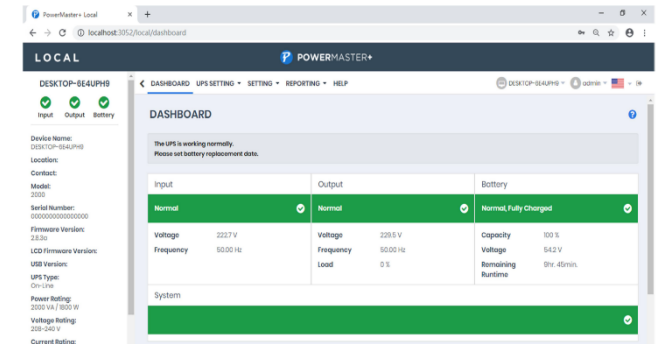 PowerMaster+ Local
localhost:3052/local/dashboard
LOCAL
POWERMASTER+
DESKTOP-6E4UPH9
DASHBOARD UPS SETTING SETTING REPORTING HELP
DESKTOP-6E4UPH9 admin
Input Output Battery
DASHBOARD
Device Name:
DESKTOP-6E4UPH9
Location:
Contact:
Model:
2000
Serial Number:
0000000000000000
Firmware Version:
2.8.3a
LCD Firmware Version:
USB Version:
UPS Type:
On-Line
Power Rating:
2000 VA / 1800 W
Voltage Rating:
208-240 V
Current Rating:
The UPS is working normally.
Please set battery replacement date.
Input
Normal
Voltage 222.7 V
Frequency 50.00 Hz
Output
Normal
Voltage 229.5 V
Frequency 50.00 Hz
Load 0 %
Battery
Normal, Fully Charged
Capacity 100 %
Voltage 54.2 V
Remaining Runtime 9hr. 45min.
System